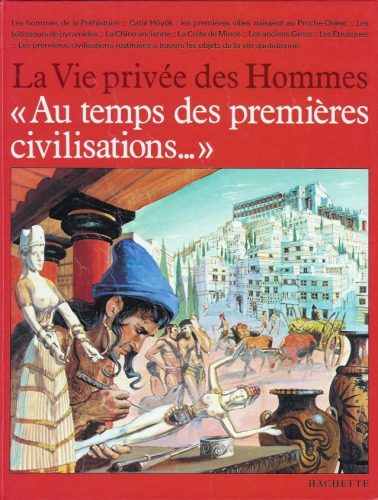 Les hommes de la Préhistoire :: Catal Höyük : les premières villes naissent au Proche-Orient :: Les
bâtisseurs de pyramides :: La Chine ancienne :: La Crète de Minos :: Les anciens Grecs :: Les Etrusques
:: Les premières civilisations restituées à travers les objets de la vie quotidienne.
La Vie privée des Hommes
« Au temps des premières
civilisations... »
HACHETTE